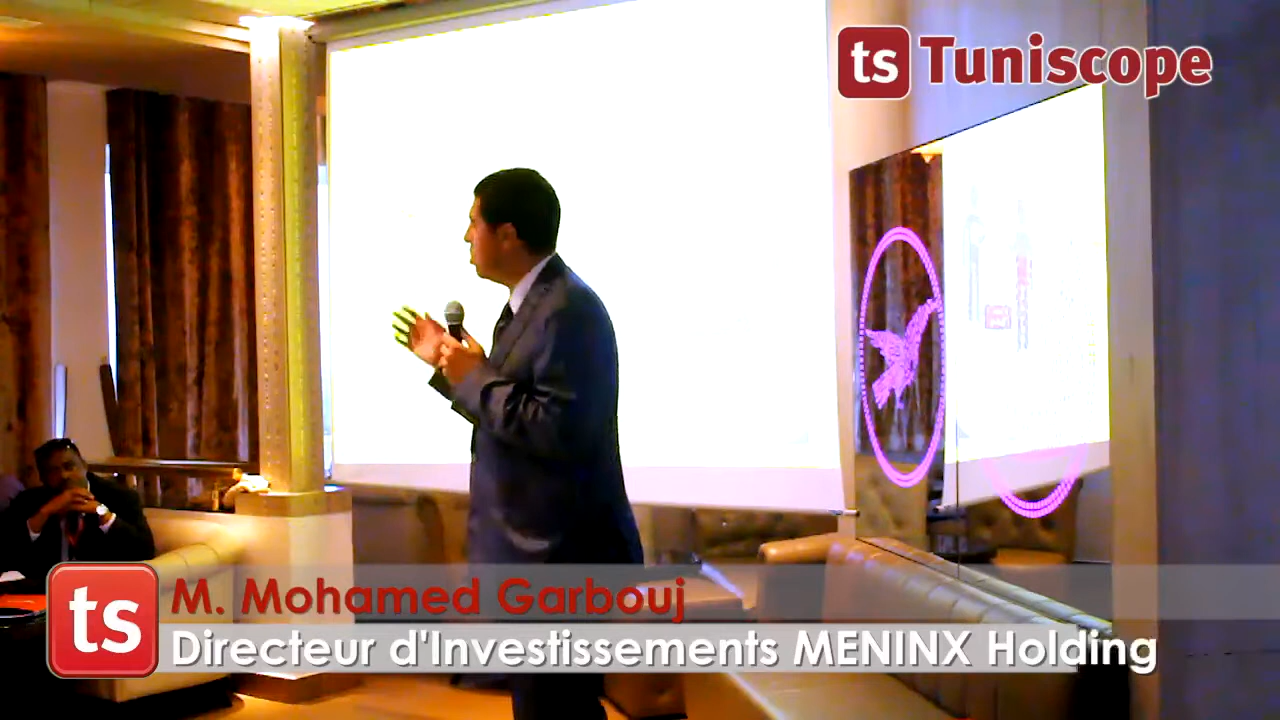 ts Tuniscope
ts
M. Mohamed Garbouj
Directeur d'Investissements MENINX Holding